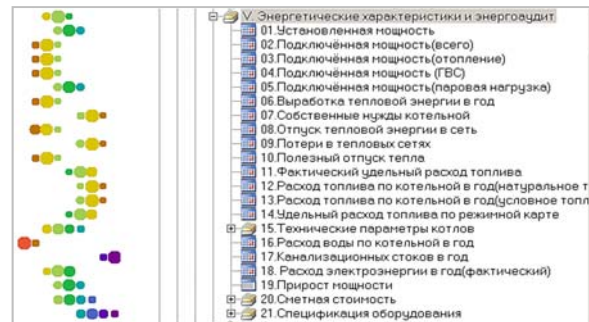 V. Энергетические характеристики и энергоаудит
01.Установленная мощность
02.Подключённая мощность(всего)
03.Подключённая мощность(отопление)
04.Подключённая мощность (ГВС)
05.Подключённая мощность(паровая нагрузка)
06.Выработка тепловой энергии в год
07.Собственные нужды котельной
08.Отпуск тепловой энергии в сеть
09.Потери в тепловых сетях
10.Полезный отпуск тепла
11.Фактический удельный расход топлива
12.Расход топлива по котельной в год(натуральное т
13.Расход топлива по котельной в год(условное топл
14.Удельный расход топлива по режимной карте
15.Технические параметры котлов
16.Расход воды по котельной в год
17.Канализационных стоков в год
18. Расход электроэнергии в год(фактический)
19.Прирост мощности
20.Сметная стоимость
21.Спецификация оборудования